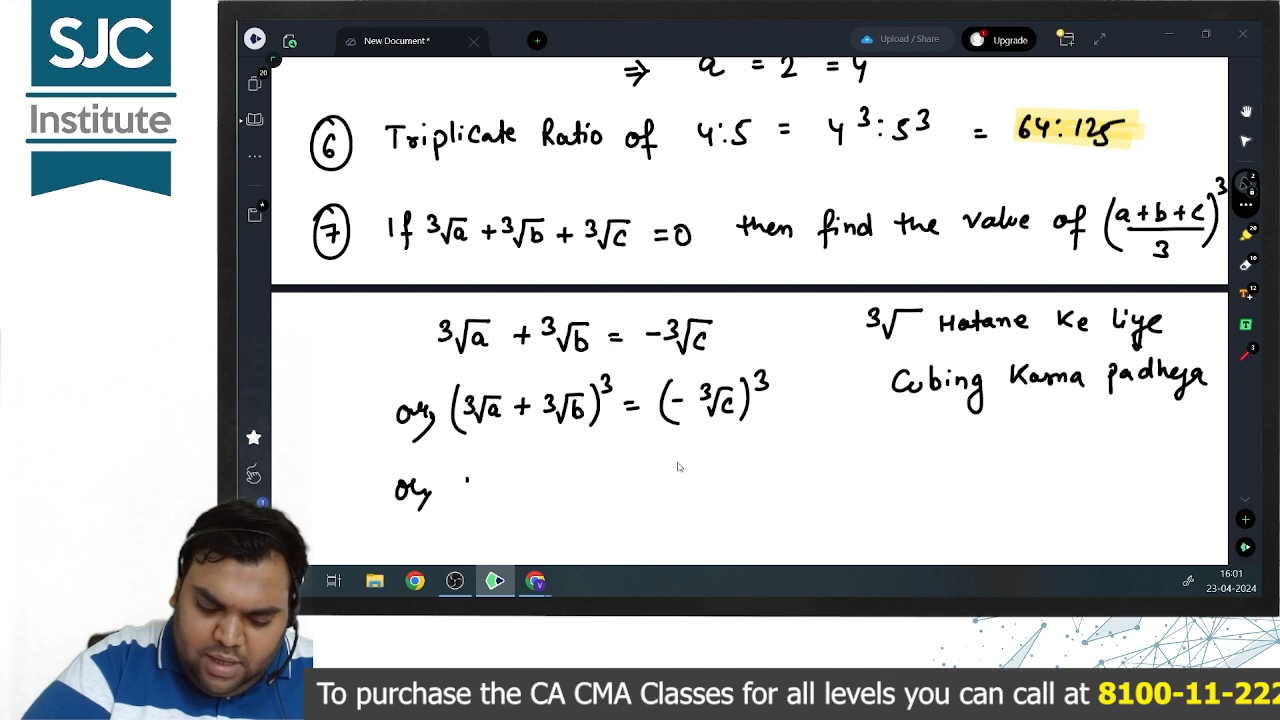 SJC
Institute
New Document*
Upload / Share
Upgrade
⇒ a = 2 = 4
⑥ Triplicate Ratio of 4:5 = 4³ : 5³ = 64:125
⑦ If ³√a + ³√b + ³√c = 0 then find the value of ((a+b+c)/3)³
³√a + ³√b = -³√c
³√ Hatane Ke liye
Cubing Karna padhega
or, (³√a + ³√b)³ = (- ³√c)³
or,
16:01
23-04-2024
To purchase the CA CMA Classes for all levels you can call at 8100-11-222